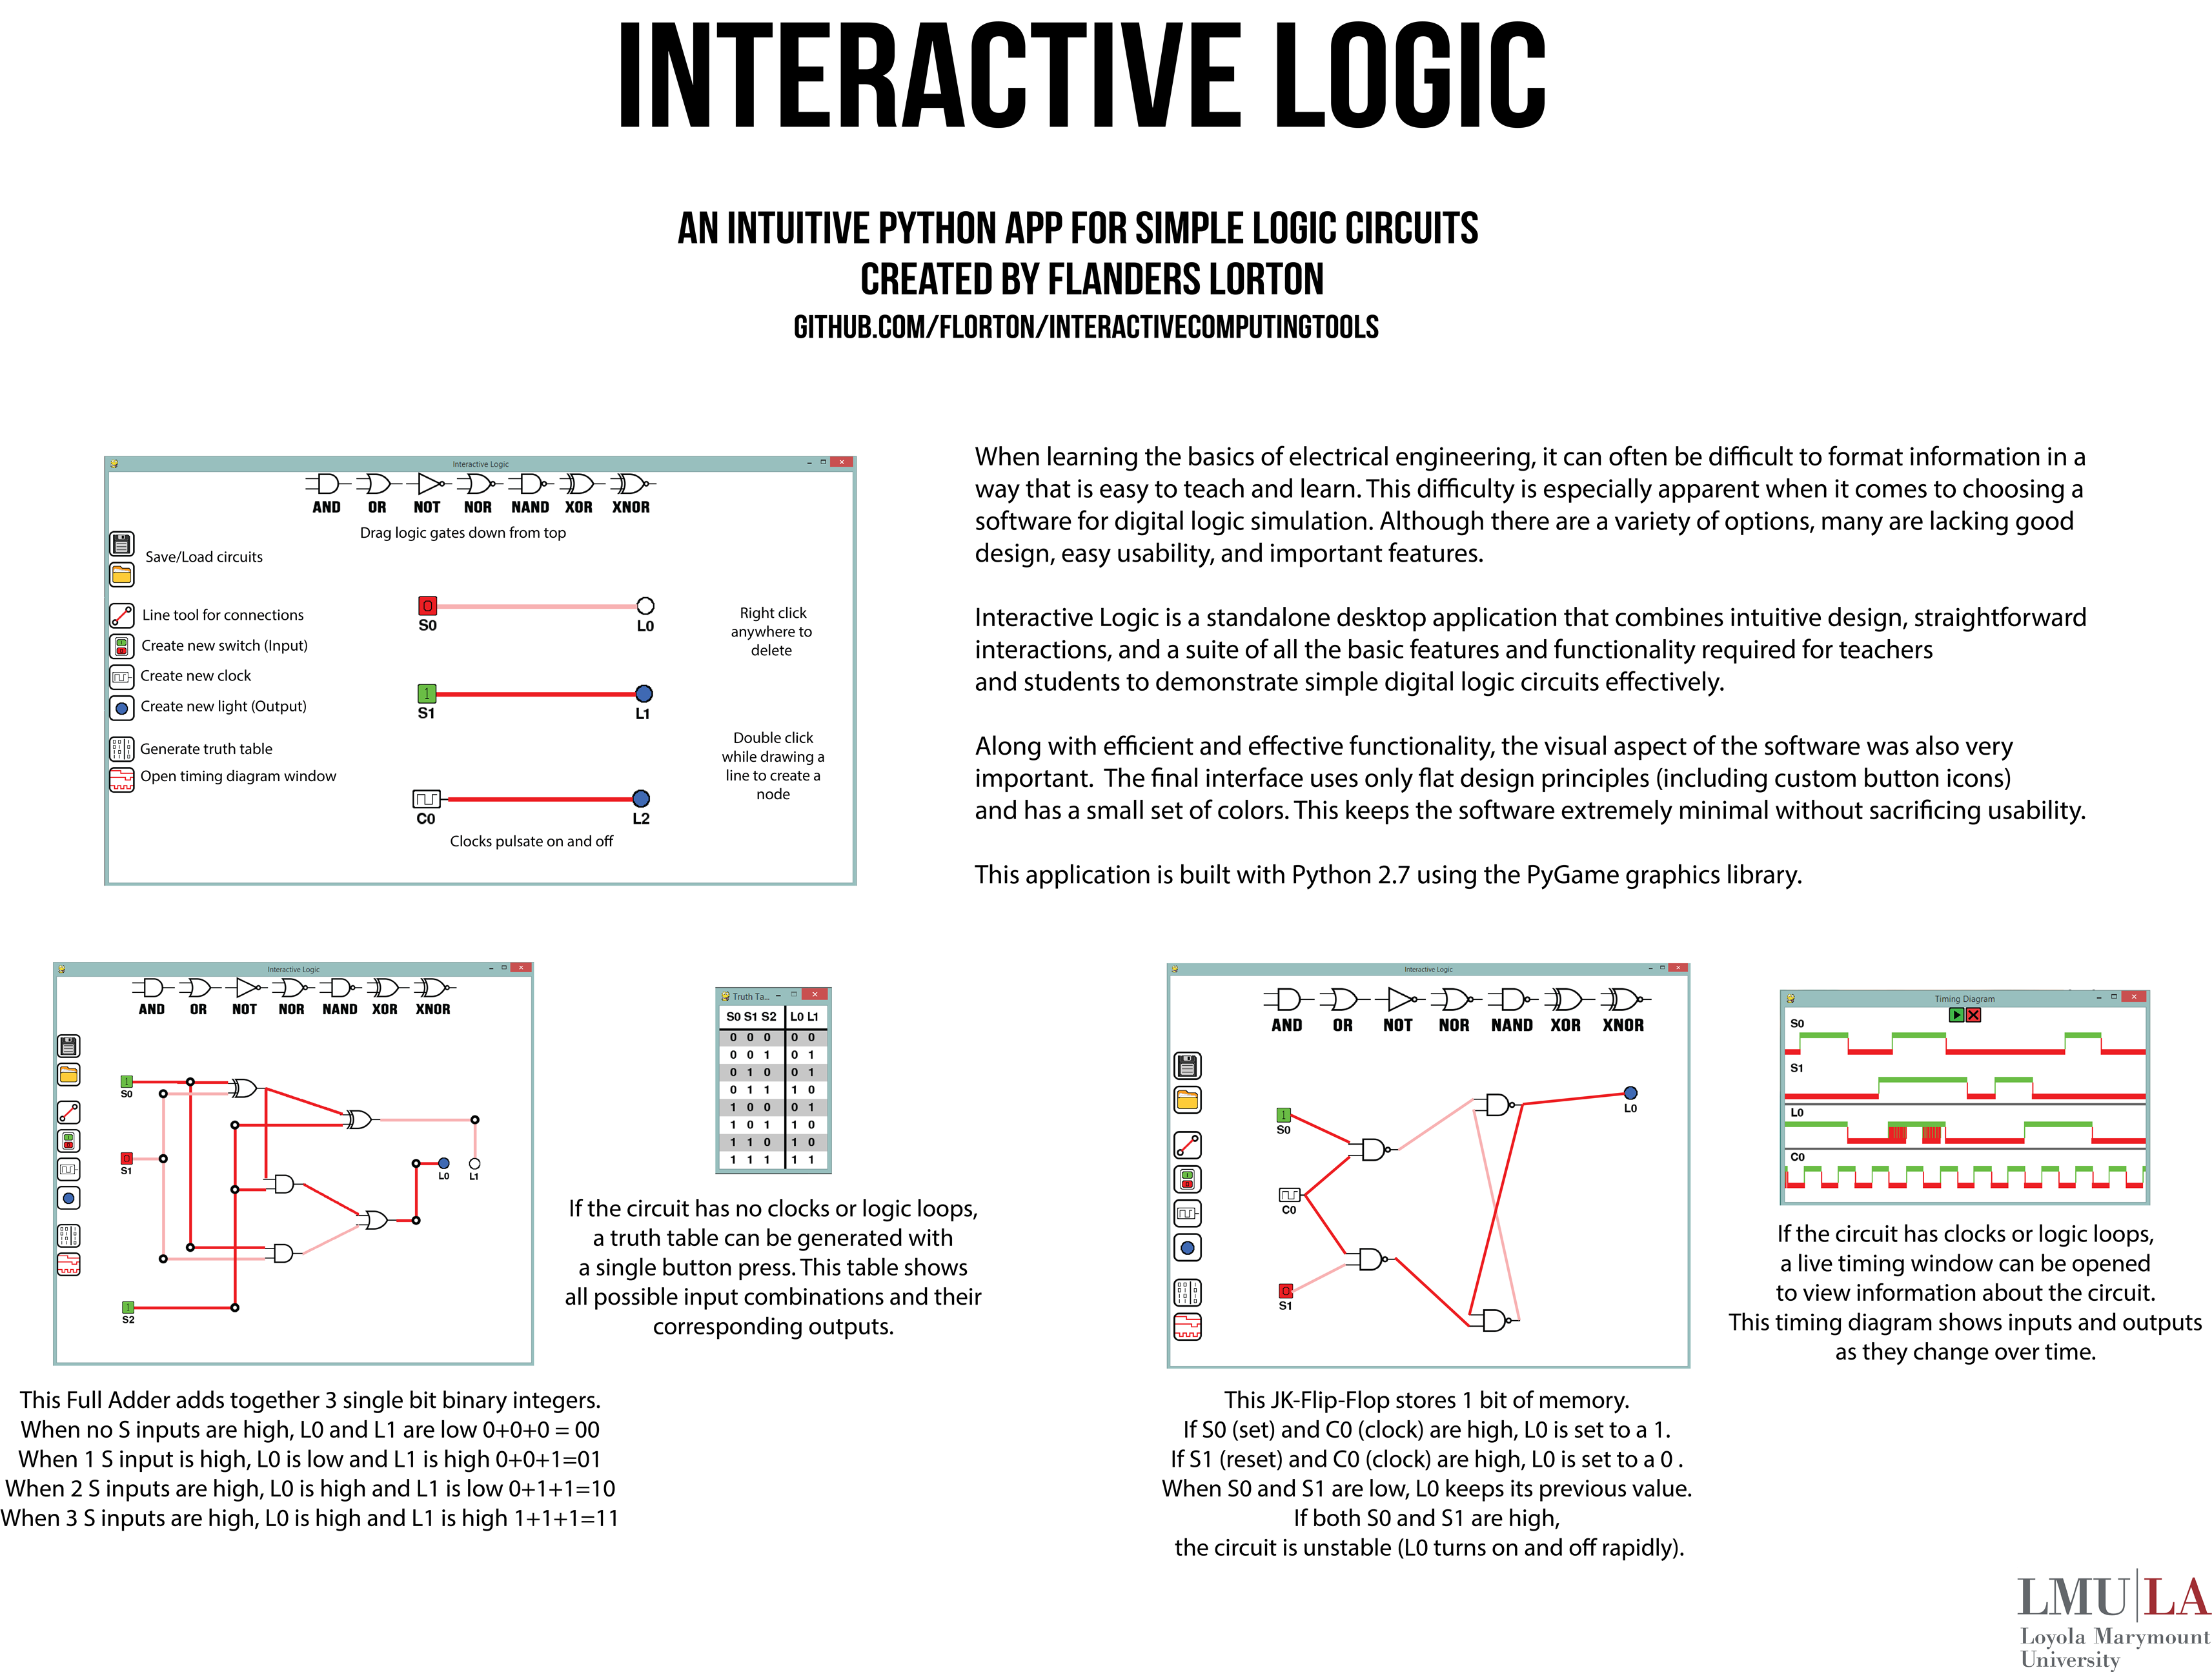 INTERACTIVE LOGIC
AN INTUITIVE PYTHON APP FOR SIMPLE LOGIC CIRCUITS
CREATED BY FLANDERS LORTON
GITHUB.COM/FLORTON/INTERACTIVECOMPUTINGTOOLS
Interactive Logic
AND OR NOT NOR NAND XOR XNOR
Drag logic gates down from top
Save/Load circuits
Line tool for connections
Create new switch (Input)
Create new clock
Create new light (Output)
Generate truth table
Open timing diagram window
0
S0 L0
1
S1 L1
C0 L2
Clocks pulsate on and off
Right click
anywhere to
delete
Double click
while drawing a
line to create a
node
When learning the basics of electrical engineering, it can often be difficult to format information in a
way that is easy to teach and learn. This difficulty is especially apparent when it comes to choosing a
software for digital logic simulation. Although there are a variety of options, many are lacking good
design, easy usability, and important features.
Interactive Logic is a standalone desktop application that combines intuitive design, straightforward
interactions, and a suite of all the basic features and functionality required for teachers
and students to demonstrate simple digital logic circuits effectively.
Along with efficient and effective functionality, the visual aspect of the software was also very
important.  The final interface uses only flat design principles (including custom button icons)
and has a small set of colors. This keeps the software extremely minimal without sacrificing usability.
This application is built with Python 2.7 using the PyGame graphics library.
Interactive Logic
AND OR NOT NOR NAND XOR XNOR
1
S0
0
S1
L0 L1
1
S2
This Full Adder adds together 3 single bit binary integers.
When no S inputs are high, L0 and L1 are low 0+0+0 = 00
When 1 S input is high, L0 is low and L1 is high 0+0+1=01
When 2 S inputs are high, L0 is high and L1 is low 0+1+1=10
When 3 S inputs are high, L0 is high and L1 is high 1+1+1=11
Truth Ta...
S0 S1 S2 L0 L1
0 0 0 0 0
0 0 1 0 1
0 1 0 0 1
0 1 1 1 0
1 0 0 0 1
1 0 1 1 0
1 1 0 1 0
1 1 1 1 1
If the circuit has no clocks or logic loops,
a truth table can be generated with
a single button press. This table shows
all possible input combinations and their
corresponding outputs.
Interactive Logic
AND OR NOT NOR NAND XOR XNOR
1
S0
C0
0
S1
L0
This JK-Flip-Flop stores 1 bit of memory.
If S0 (set) and C0 (clock) are high, L0 is set to a 1.
If S1 (reset) and C0 (clock) are high, L0 is set to a 0 .
When S0 and S1 are low, L0 keeps its previous value.
If both S0 and S1 are high,
the circuit is unstable (L0 turns on and off rapidly).
Timing Diagram
S0
S1
L0
C0
If the circuit has clocks or logic loops,
a live timing window can be opened
to view information about the circuit.
This timing diagram shows inputs and outputs
as they change over time.
LMU|LA
Loyola Marymount
University